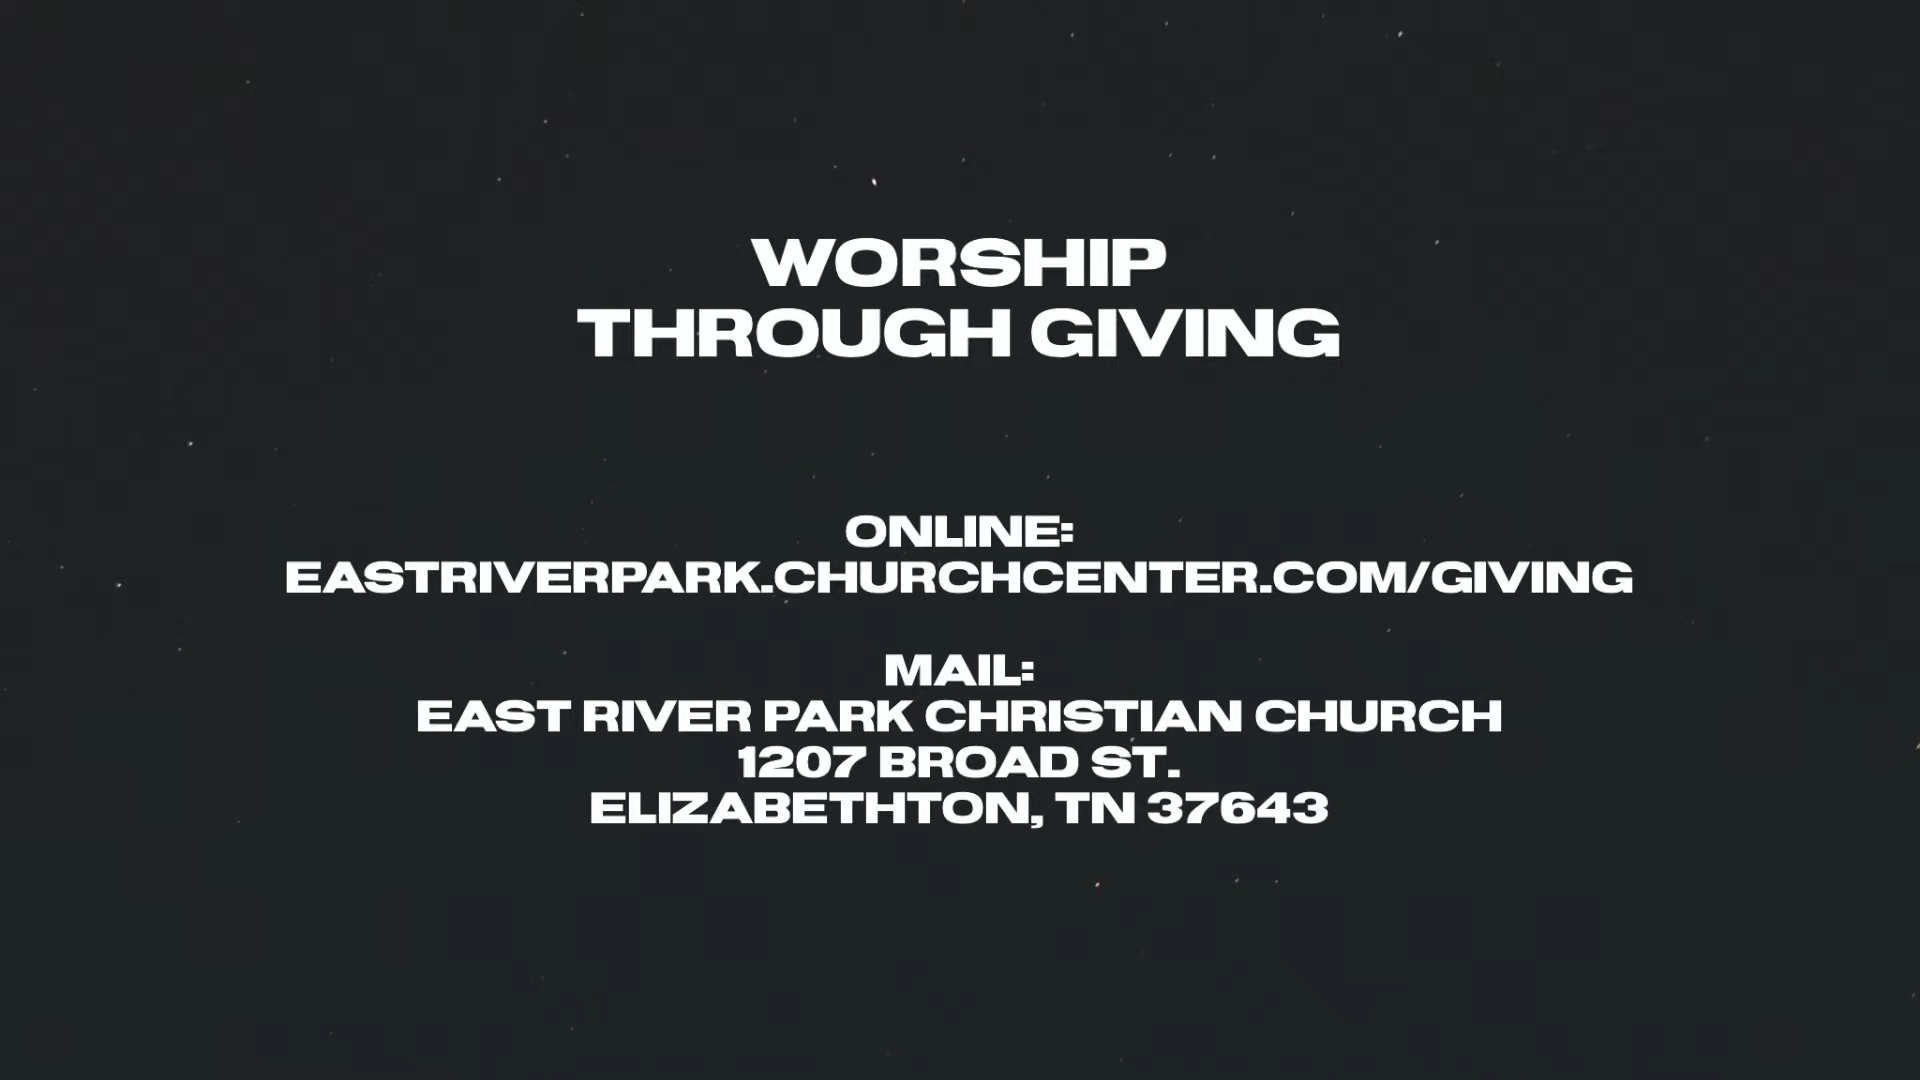 WORSHIP
THROUGH GIVING
ONLINE:
EASTRIVERPARK.CHURCHCENTER.COM/GIVING
MAIL:
EAST RIVER PARK CHRISTIAN CHURCH
1207 BROAD ST.
ELIZABETHTON, TN 37643